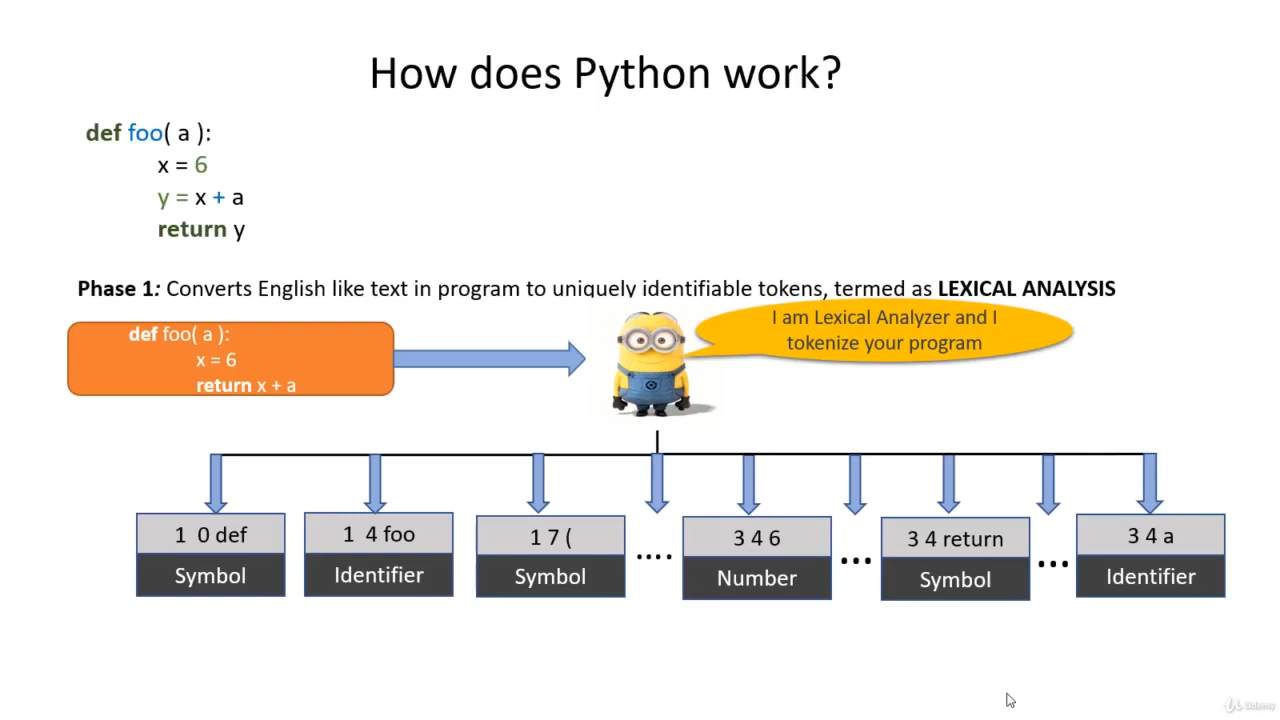 How does Python work?
def foo( a ):
x = 6
y = x + a
return y
Phase 1: Converts English like text in program to uniquely identifiable tokens, termed as LEXICAL ANALYSIS
def foo( a ):
x = 6
return x + a
I am Lexical Analyzer and I
tokenize your program
1 0 def
Symbol
1 4 foo
Identifier
1 7 (
Symbol
....
3 4 6
Number
...
3 4 return
Symbol
...
3 4 a
Identifier
Udemy